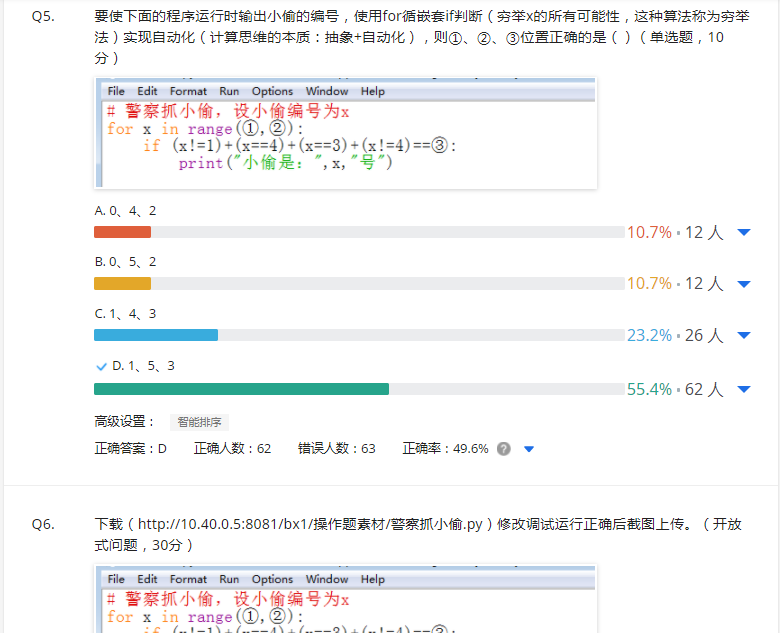 Q5. 要使下面的程序运行时输出小偷的编号，使用for循嵌套if判断（穷举x的所有可能性，这种算法称为穷举
法）实现自动化（计算思维的本质：抽象+自动化），则①、②、③位置正确的是（ ）（单选题，10
分）
File Edit Format Run Options Window Help
# 警察抓小偷，设小偷编号为x
for x in range(①,②):
if (x!=1)+(x==4)+(x==3)+(x!=4)==③:
print("小偷是：",x,"号")
A. 0、4、2
10.7% 12 人
B. 0、5、2
10.7% 12 人
C. 1、4、3
23.2% 26 人
D. 1、5、3
55.4% 62 人
高级设置： 智能排序
正确答案：D 正确人数：62 错误人数：63 正确率：49.6% ?
Q6. 下载（http://10.40.0.5:8081/bx1/操作题素材/警察抓小偷.py）修改调试运行正确后截图上传。（开放
式问题，30分）
File Edit Format Run Options Window Help
# 警察抓小偷，设小偷编号为x
for x in range(①,②):
if (x!=1)+(x==4)+(x==3)+(x!=4)==③: